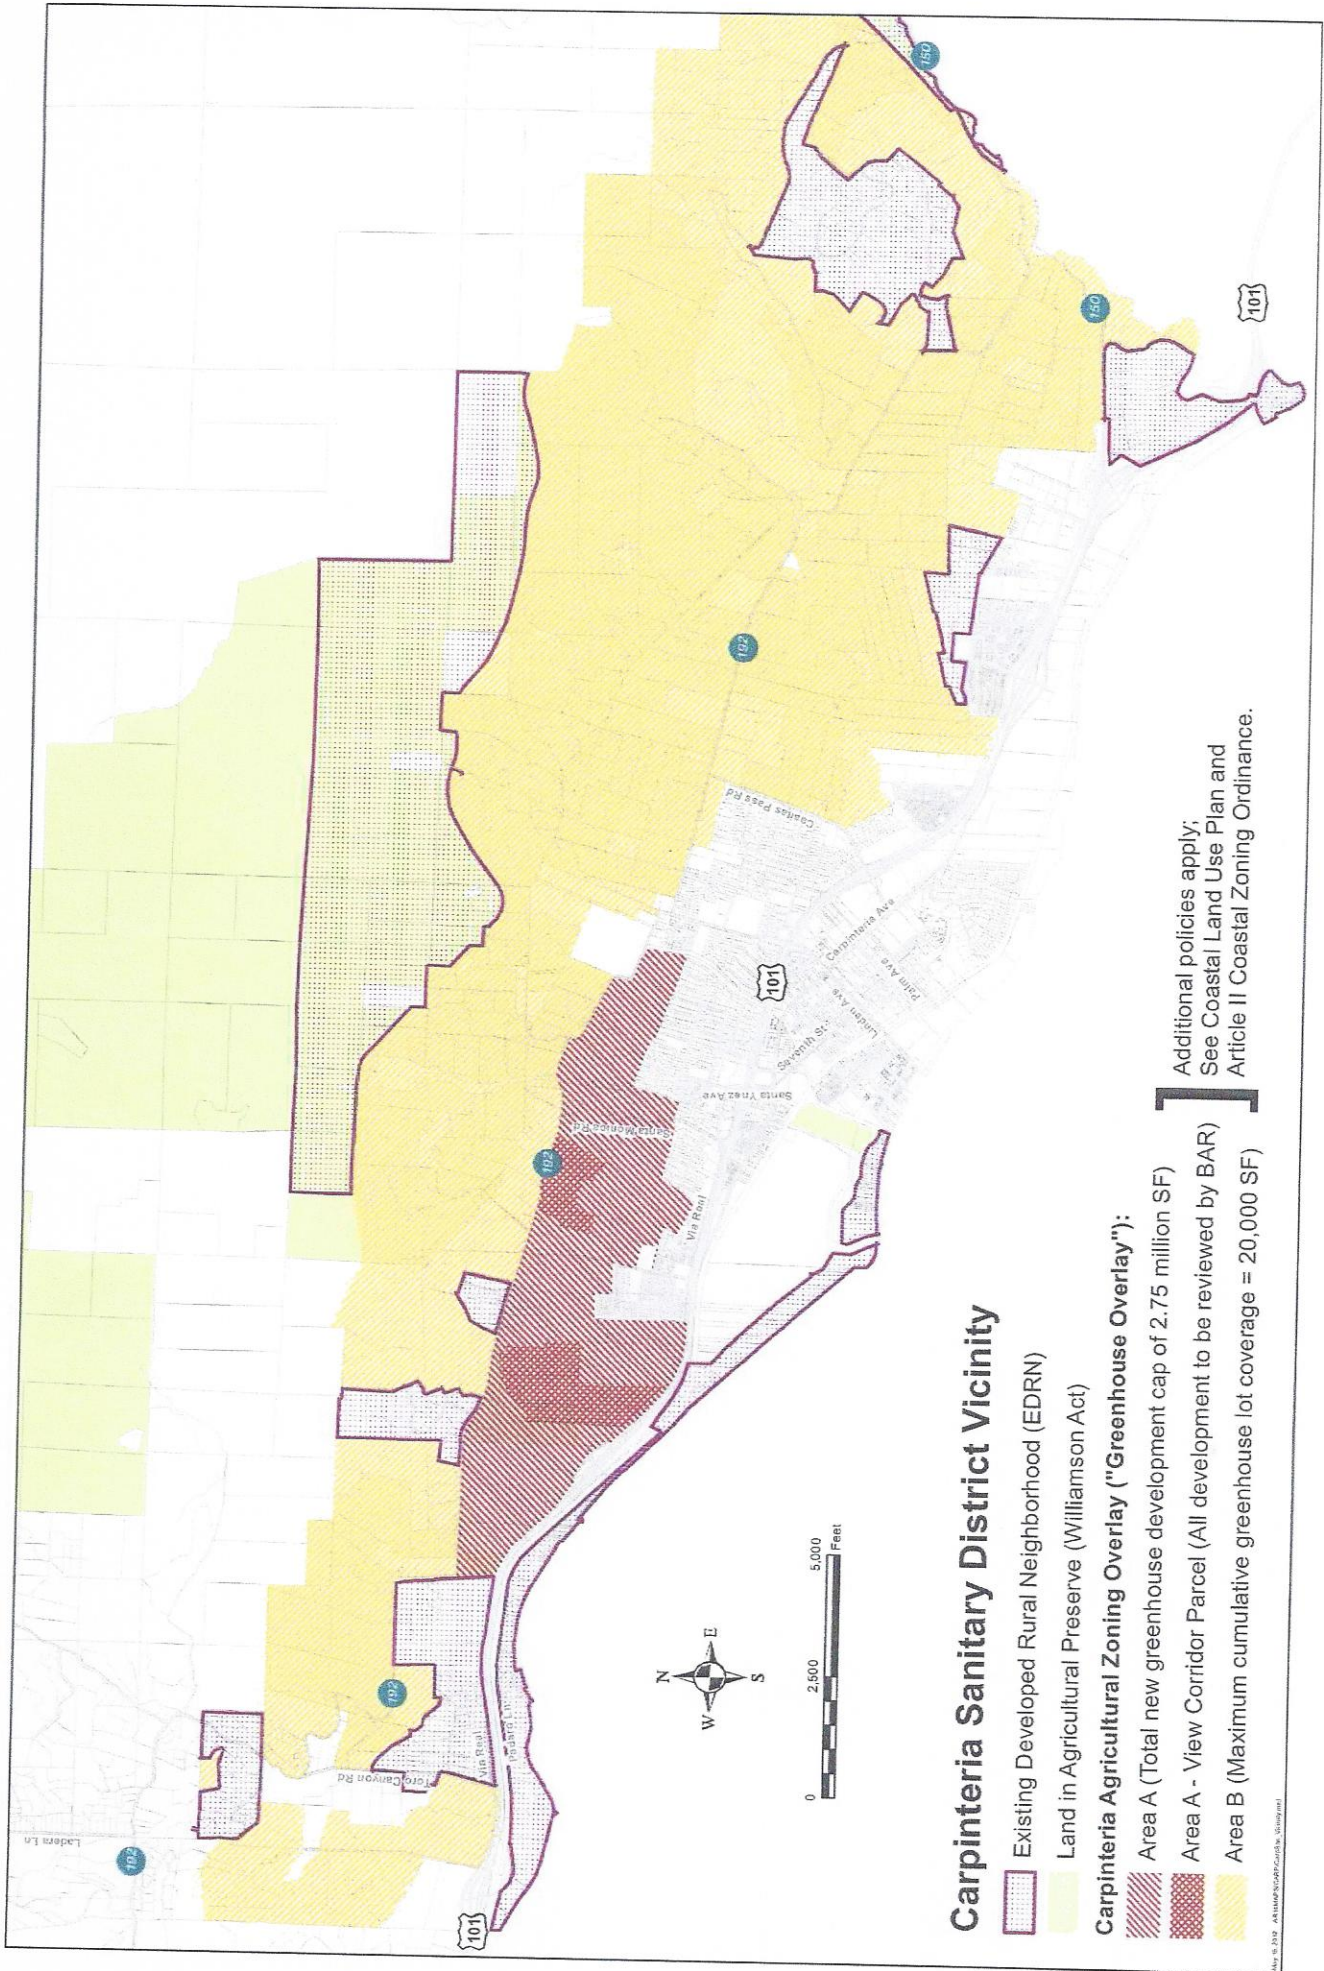 Ladera Ln
192
Toro Canyon Rd
192
101
Via Real
Padaro Ln
192
Santa Monica Rd
Via Real
Santa Ynez Ave
Seventh St
Linden Ave
Palm Ave
Carpinteria Ave
101
Casitas Pass Rd
192
150
150
101
N
W
E
S
0
2,500
5,000
Feet
Carpinteria Sanitary District Vicinity
Existing Developed Rural Neighborhood (EDRN)
Land in Agricultural Preserve (Williamson Act)
Carpinteria Agricultural Zoning Overlay ("Greenhouse Overlay"):
Area A (Total new greenhouse development cap of 2.75 million SF)
Area A - View Corridor Parcel (All development to be reviewed by BAR)
Area B (Maximum cumulative greenhouse lot coverage = 20,000 SF)
Additional policies apply;
See Coastal Land Use Plan and
Article II Coastal Zoning Ordinance.